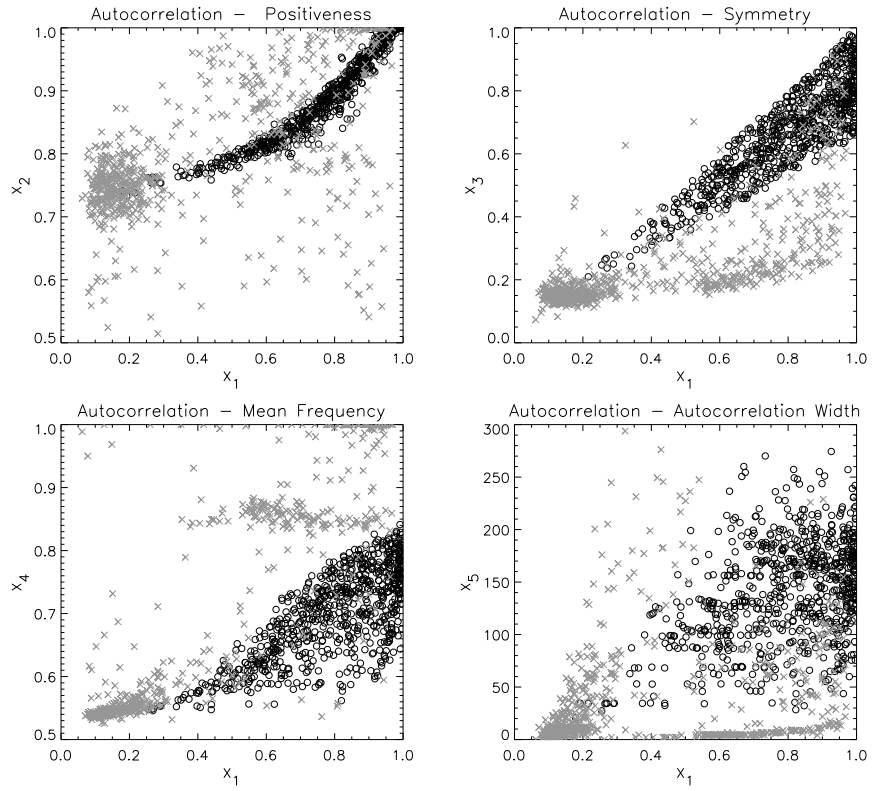 Autocorrelation – Positiveness
1.0
0.9
0.8
0.7
0.6
0.5
X2
0.0 0.2 0.4 0.6 0.8 1.0
X1
Autocorrelation – Symmetry
1.0
0.8
0.6
0.4
0.2
0.0
X3
0.0 0.2 0.4 0.6 0.8 1.0
X1
Autocorrelation – Mean Frequency
1.0
0.9
0.8
0.7
0.6
0.5
X4
0.0 0.2 0.4 0.6 0.8 1.0
X1
Autocorrelation – Autocorrelation Width
300
250
200
150
100
50
0
X5
0.0 0.2 0.4 0.6 0.8 1.0
X1